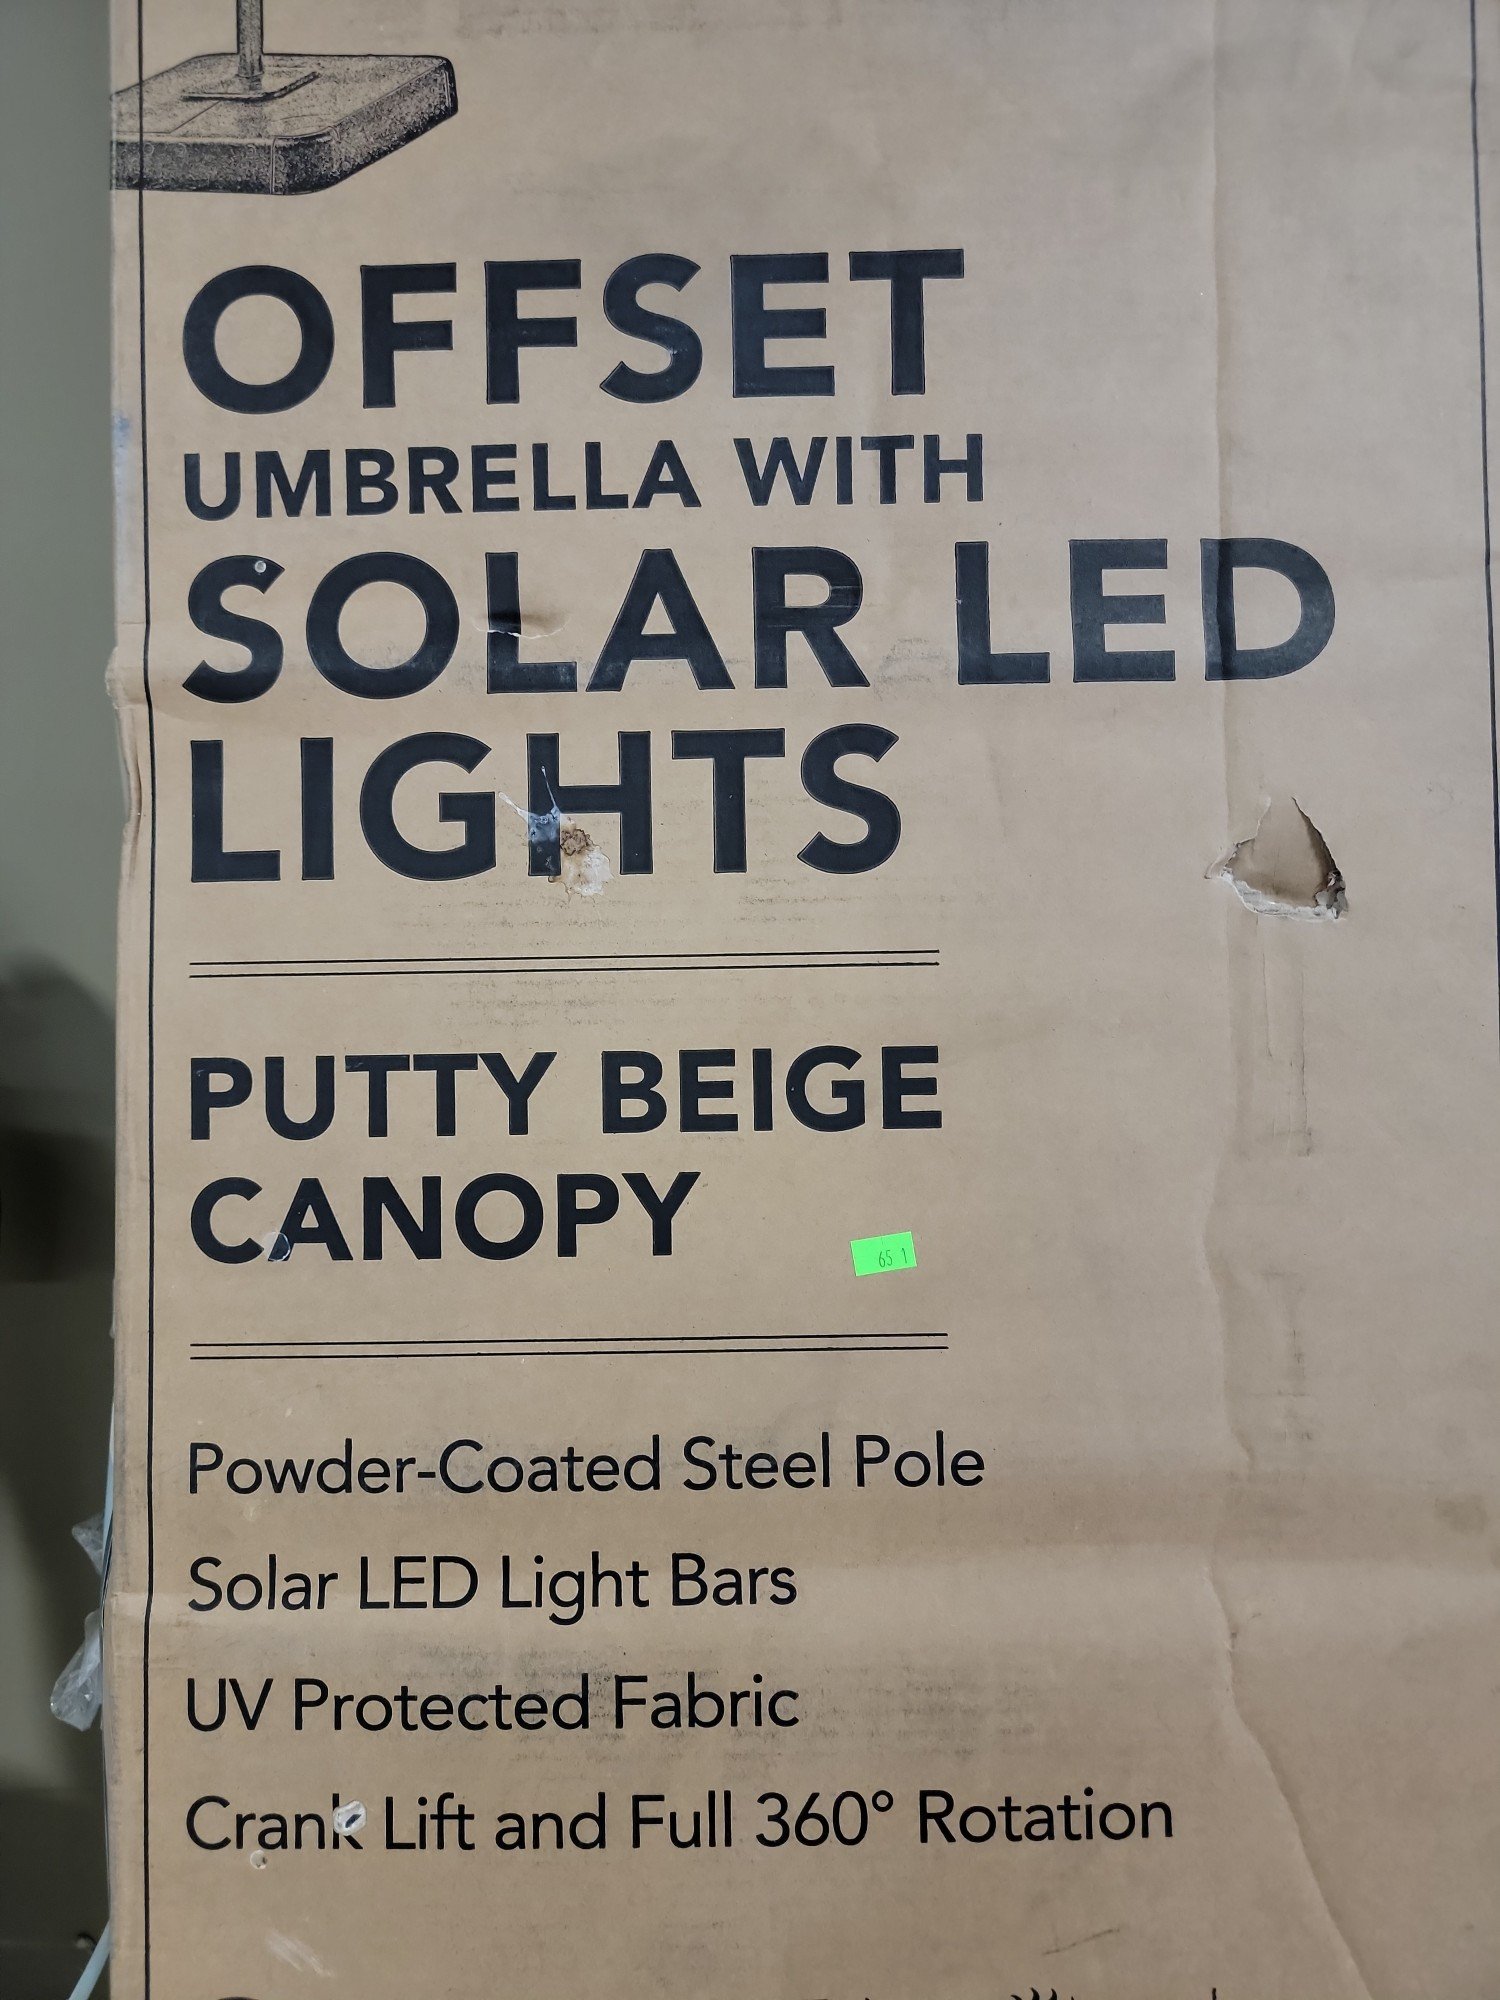 OFFSET
UMBRELLA WITH
SOLAR LED
LIGHTS
PUTTY BEIGE
CANOPY
65 1
Powder-Coated Steel Pole
Solar LED Light Bars
UV Protected Fabric
Crank Lift and Full 360° Rotation